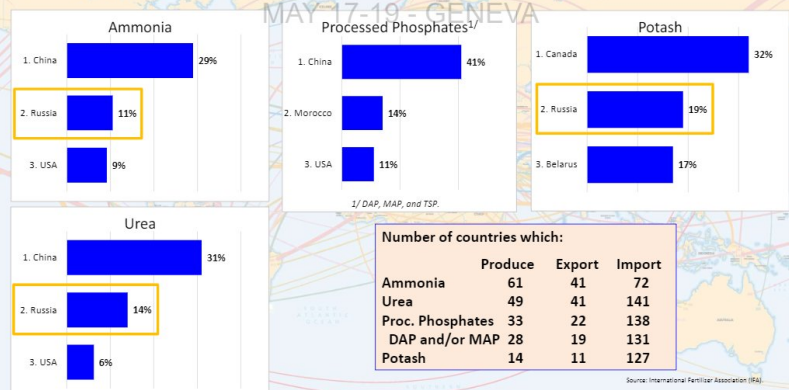 MAY 17-19 - GENEVA
Ammonia
1. China 29%
2. Russia 11%
3. USA 9%
Processed Phosphates1/
1. China 41%
2. Morocco 14%
3. USA 11%
1/ DAP, MAP, and TSP.
Potash
1. Canada 32%
2. Russia 19%
3. Belarus 17%
Urea
1. China 31%
2. Russia 14%
3. USA 6%
Number of countries which:
Produce Export Import
Ammonia 61 41 72
Urea 49 41 141
Proc. Phosphates 33 22 138
DAP and/or MAP 28 19 131
Potash 14 11 127
Source: International Fertiliser Association (IFA).